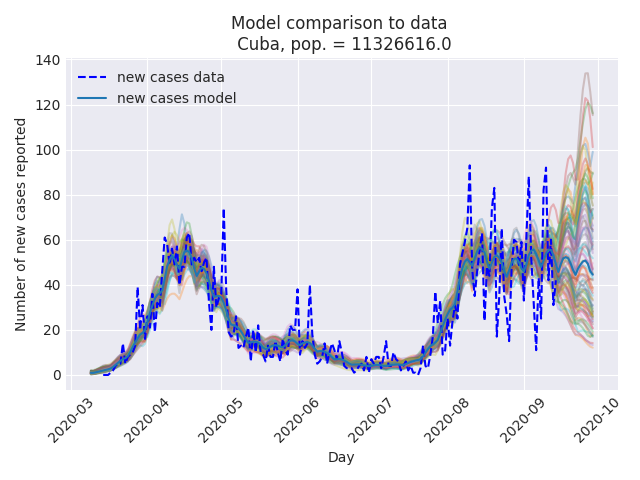 Model comparison to data
Cuba, pop. = 11326616.0
new cases data
new cases model
Number of new cases reported
140
120
100
80
60
40
20
0
2020-03
2020-04
2020-05
2020-06
2020-07
2020-08
2020-09
2020-10
Day